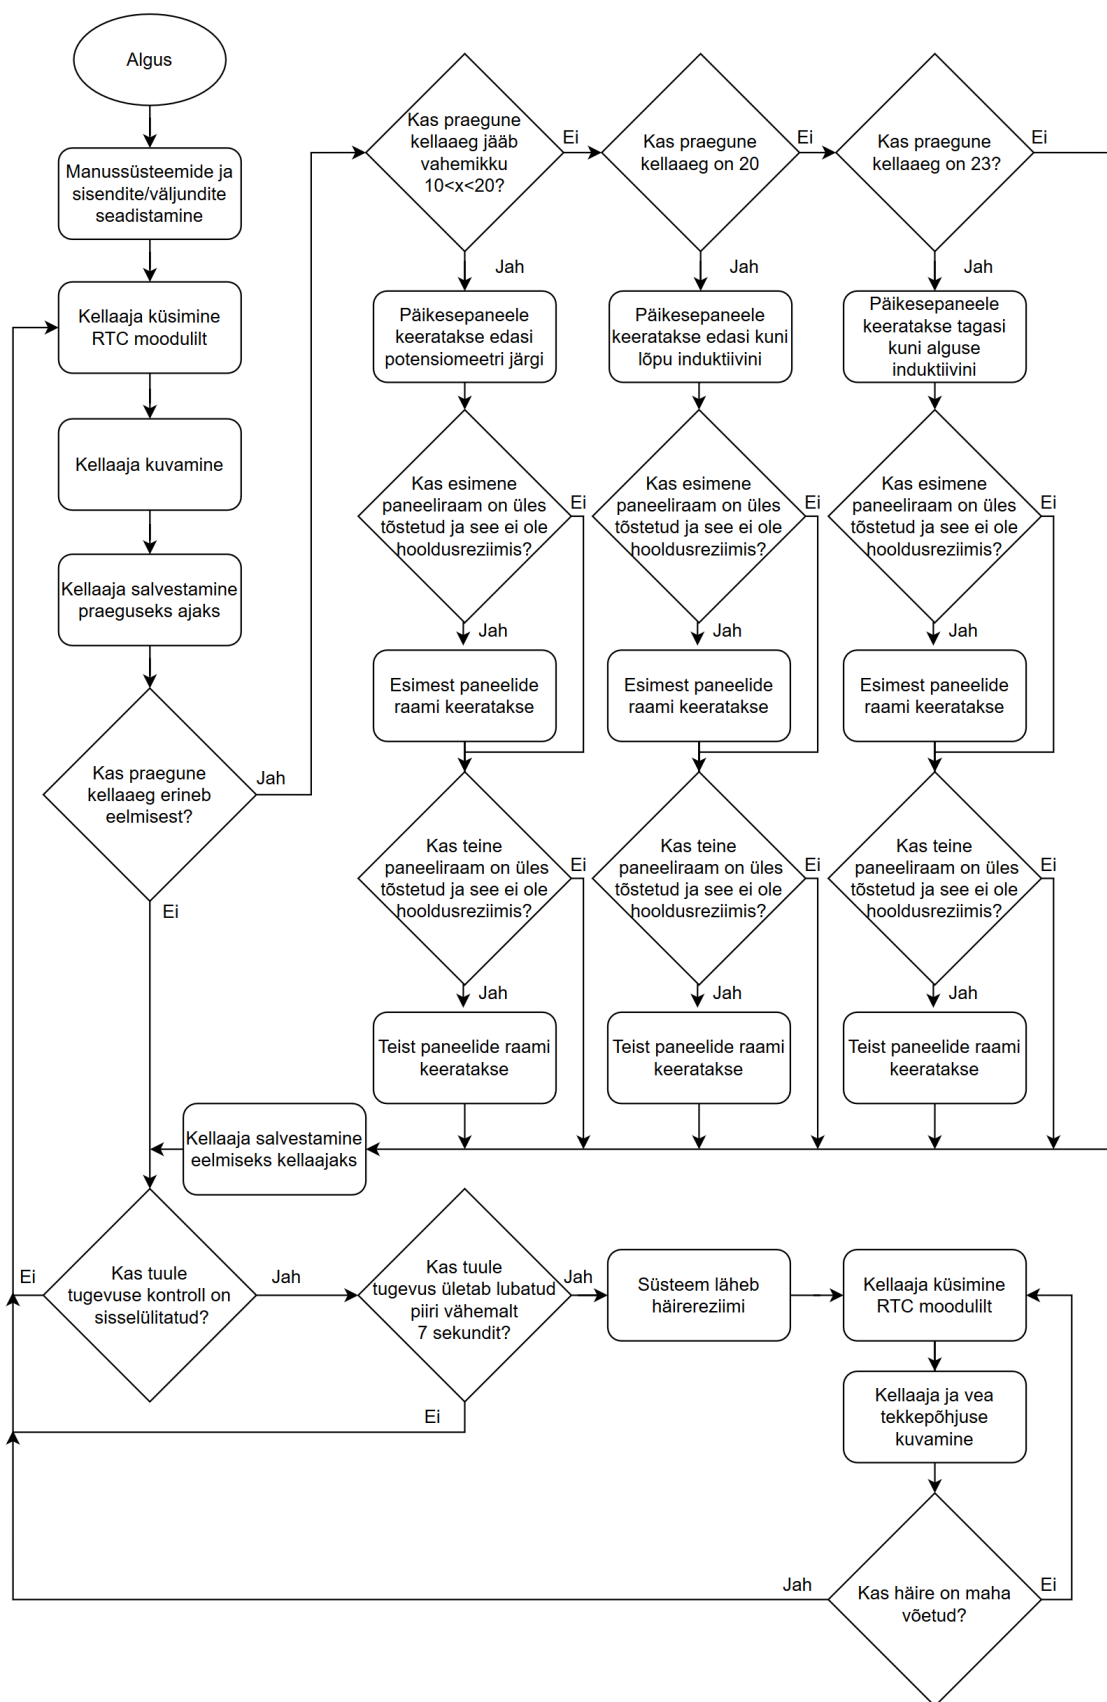 Algus
Manussüsteemide ja
sisendite/väljundite
seadistamine
Kellaaja küsimine
RTC moodulilt
Kellaaja kuvamine
Kellaaja salvestamine
praeguseks ajaks
Kas praegune
kellaaeg erineb
eelmisest?
Jah
Ei
Kas praegune
kellaaeg jääb
vahemikku
10<x<20?
Ei
Jah
Kas praegune
kellaaeg on 20
Ei
Jah
Kas praegune
kellaaeg on 23?
Ei
Jah
Päikesepaneele
keeratakse edasi
potensiomeetri järgi
Päikesepaneele
keeratakse edasi kuni
lõpu induktiivini
Päikesepaneele
keeratakse tagasi
kuni alguse
induktiivini
Kas esimene
paneeliraam on üles
tõstetud ja see ei ole
hooldusreziimis?
Ei
Jah
Kas esimene
paneeliraam on üles
tõstetud ja see ei ole
hooldusreziimis?
Ei
Jah
Kas esimene
paneeliraam on üles
tõstetud ja see ei ole
hooldusreziimis?
Ei
Jah
Esimest paneelide
raami keeratakse
Esimest paneelide
raami keeratakse
Esimest paneelide
raami keeratakse
Kas teine
paneeliraam on üles
tõstetud ja see ei ole
hooldusreziimis?
Ei
Jah
Kas teine
paneeliraam on üles
tõstetud ja see ei ole
hooldusreziimis?
Ei
Jah
Kas teine
paneeliraam on üles
tõstetud ja see ei ole
hooldusreziimis?
Ei
Jah
Teist paneelide raami
keeratakse
Teist paneelide raami
keeratakse
Teist paneelide raami
keeratakse
Kellaaja salvestamine
eelmiseks kellaajaks
Kas tuule
tugevuse kontroll on
sisselülitatud?
Ei
Jah
Kas tuule
tugevus ületab lubatud
piiri vähemalt
7 sekundit?
Jah
Ei
Süsteem läheb
häirereziimi
Kellaaja küsimine
RTC moodulilt
Kellaaja ja vea
tekkepõhjuse
kuvamine
Kas häire on maha
võetud?
Jah
Ei